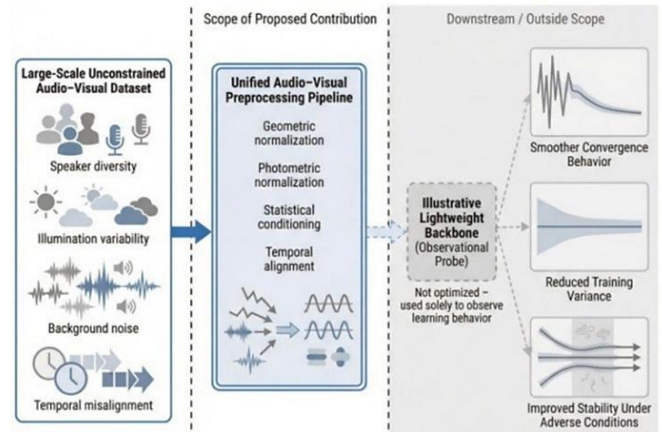 Scope of Proposed Contribution
Downstream / Outside Scope
Large-Scale Unconstrained
Audio–Visual Dataset
Speaker diversity
Illumination variability
Background noise
Temporal misalignment
Unified Audio–Visual
Preprocessing Pipeline
Geometric
normalization
Photometric
normalization
Statistical
conditioning
Temporal
alignment
Illustrative
Lightweight
Backbone
(Observational
Probe)
Not optimized –
used solely to observe
learning behavior
Smoother Convergence
Behavior
Reduced Training
Variance
Improved Stability Under
Adverse Conditions